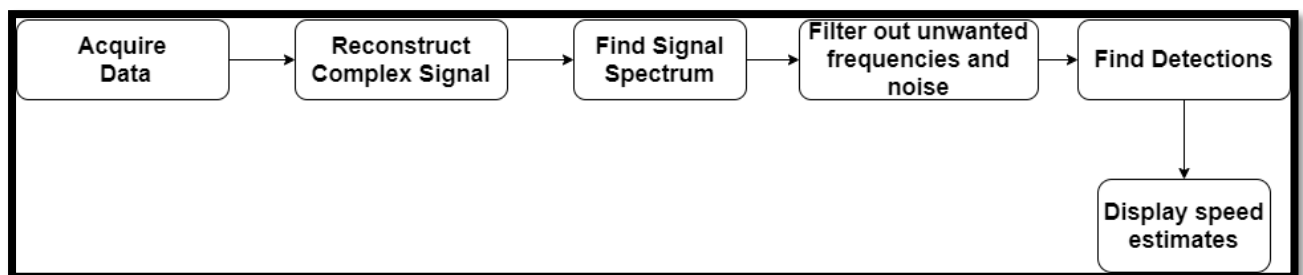 Acquire
Data
Reconstruct
Complex Signal
Find Signal
Spectrum
Filter out unwanted
frequencies and
noise
Find Detections
Display speed
estimates